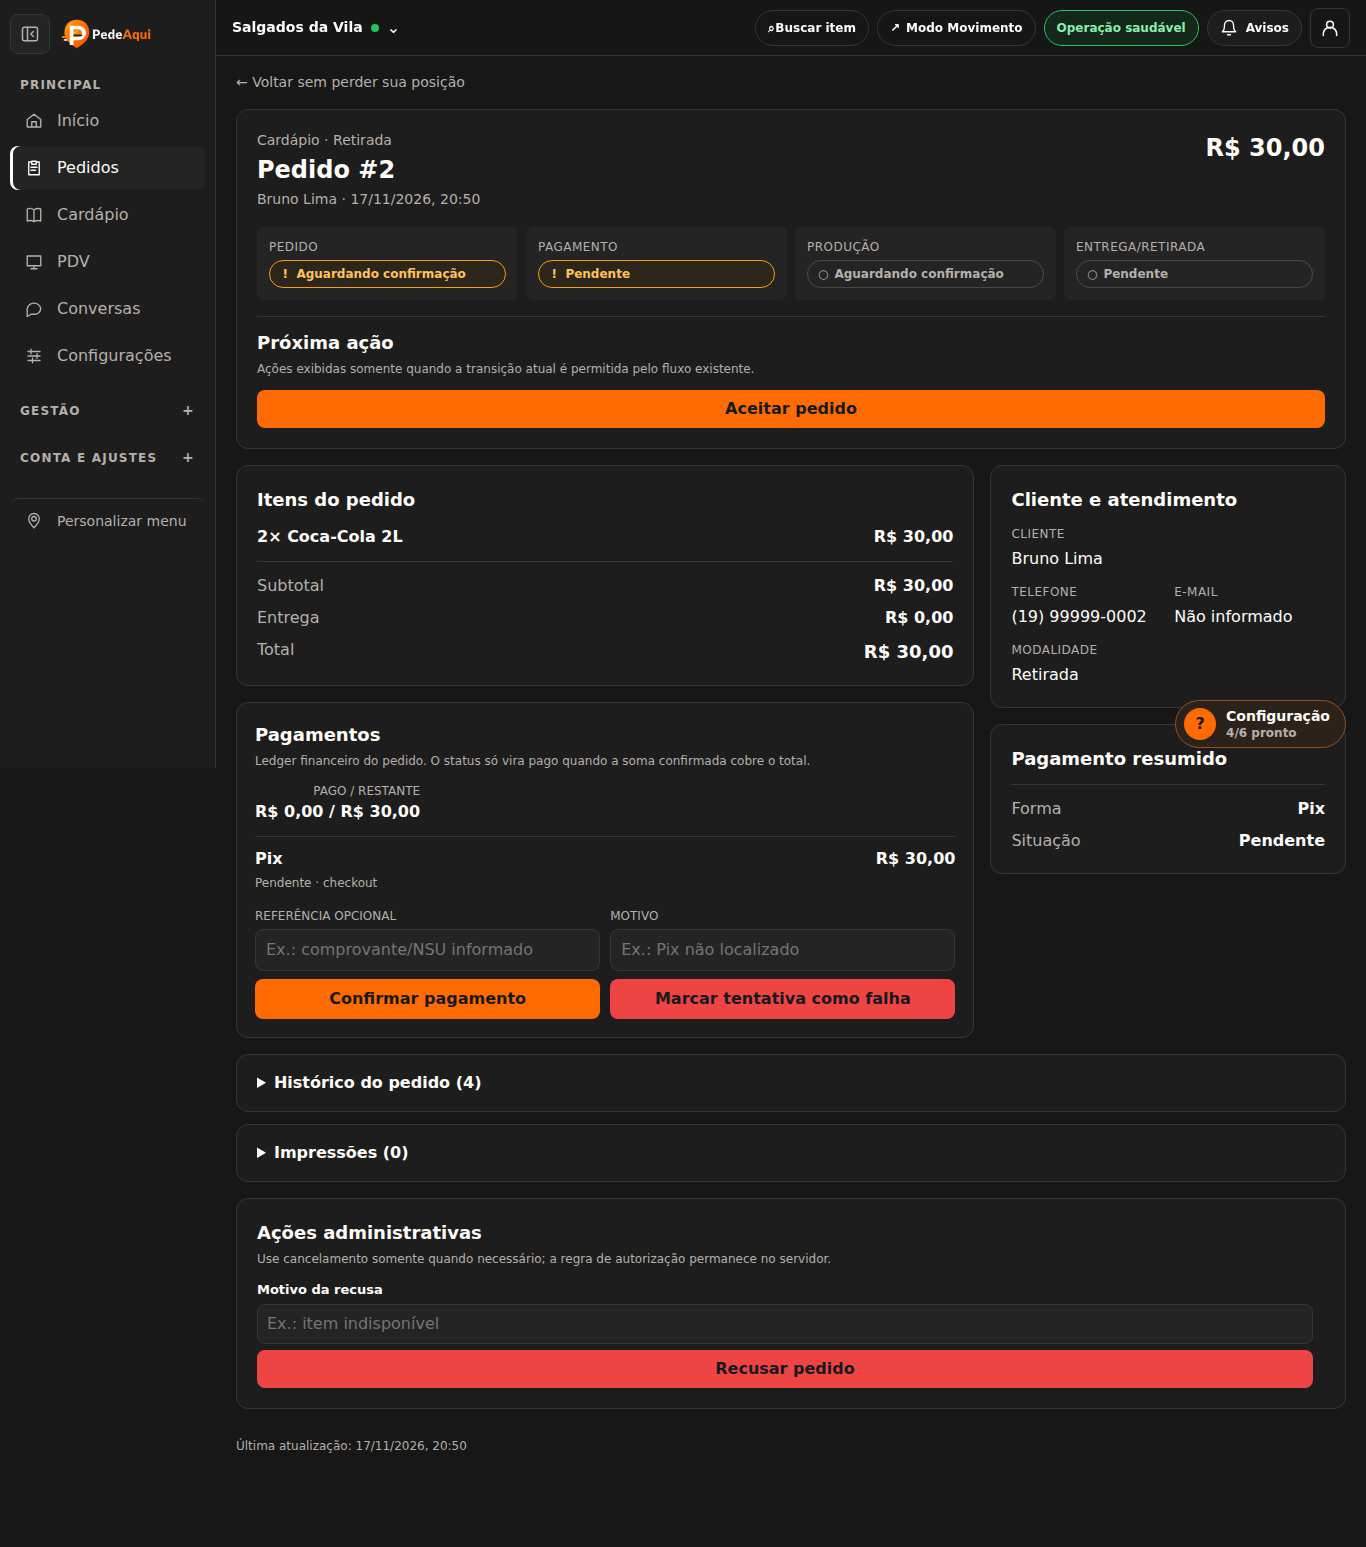 PedeAqui
PRINCIPAL
Início
Pedidos
Cardápio
PDV
Conversas
Configurações
GESTÃO +
CONTA E AJUSTES +
Personalizar menu
Salgados da Vila
Buscar item
↗ Modo Movimento
Operação saudável
Avisos
← Voltar sem perder sua posição
Cardápio · Retirada
Pedido #2
Bruno Lima · 17/11/2026, 20:50
R$ 30,00
PEDIDO
! Aguardando confirmação
PAGAMENTO
! Pendente
PRODUÇÃO
○ Aguardando confirmação
ENTREGA/RETIRADA
○ Pendente
Próxima ação
Ações exibidas somente quando a transição atual é permitida pelo fluxo existente.
Aceitar pedido
Itens do pedido
2× Coca-Cola 2L R$ 30,00
Subtotal R$ 30,00
Entrega R$ 0,00
Total R$ 30,00
Cliente e atendimento
CLIENTE
Bruno Lima
TELEFONE E-MAIL
(19) 99999-0002 Não informado
MODALIDADE
Retirada
? Configuração
4/6 pronto
Pagamentos
Ledger financeiro do pedido. O status só vira pago quando a soma confirmada cobre o total.
PAGO / RESTANTE
R$ 0,00 / R$ 30,00
Pix R$ 30,00
Pendente · checkout
REFERÊNCIA OPCIONAL MOTIVO
Ex.: comprovante/NSU informado Ex.: Pix não localizado
Confirmar pagamento Marcar tentativa como falha
Pagamento resumido
Forma Pix
Situação Pendente
▶ Histórico do pedido (4)
▶ Impressões (0)
Ações administrativas
Use cancelamento somente quando necessário; a regra de autorização permanece no servidor.
Motivo da recusa
Ex.: item indisponível
Recusar pedido
Última atualização: 17/11/2026, 20:50